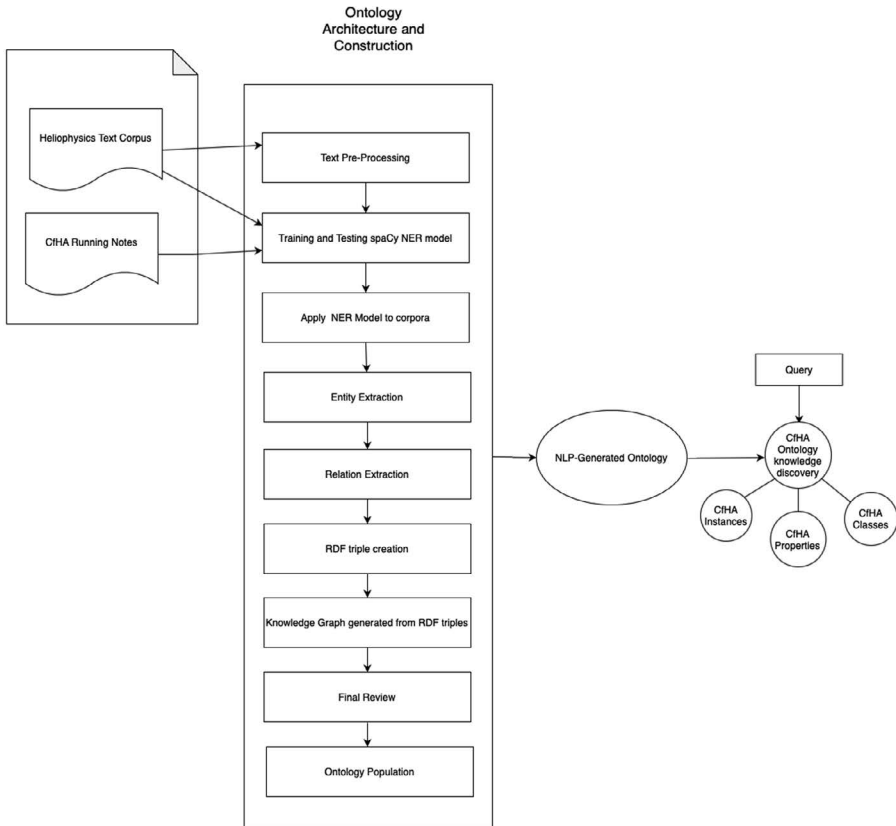 Ontology
Architecture and
Construction
Heliophysics Text Corpus
CfHA Running Notes
Text Pre-Processing
Training and Testing spaCy NER model
Apply NER Model to corpora
Entity Extraction
Relation Extraction
RDF triple creation
Knowledge Graph generated from RDF triples
Final Review
Ontology Population
NLP-Generated Ontology
Query
CfHA
Ontology
knowledge
discovery
CfHA
Instances
CfHA
Properties
CfHA
Classes